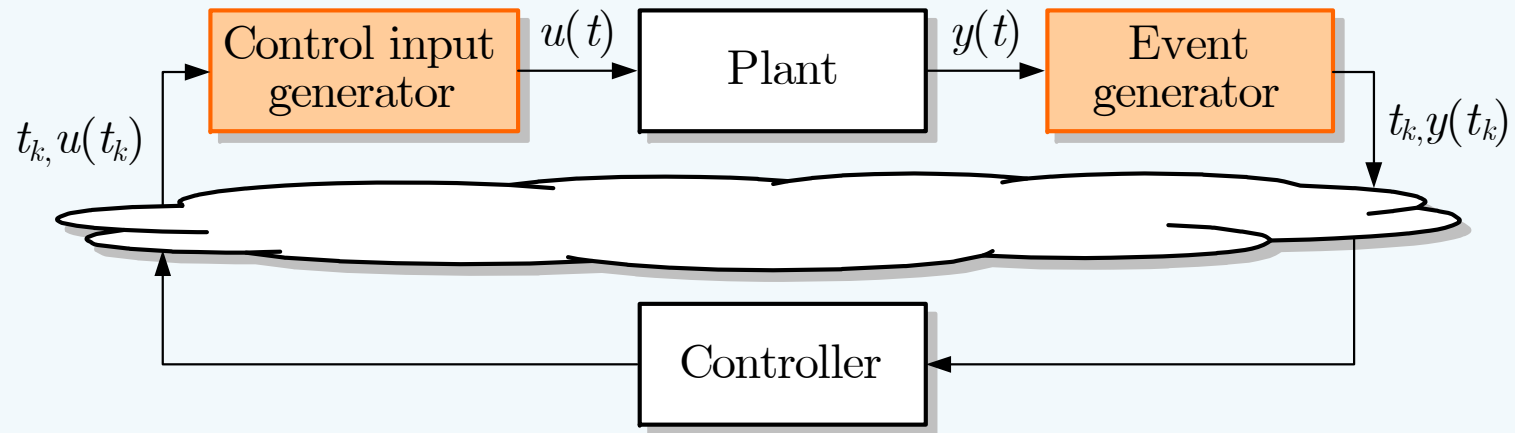 Control input
generator
u(t)
Plant
y(t)
Event
generator
t_k, u(t_k)
t_k, y(t_k)
Controller